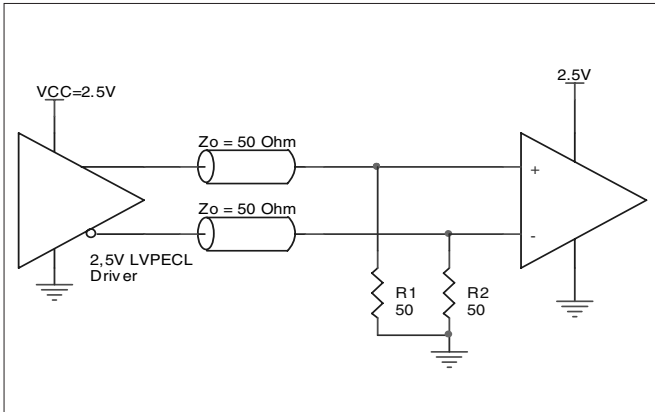 VCC=2.5V
2.5V
Zo = 50 Ohm
Zo = 50 Ohm
+
-
2,5V LVPECL
Driver
R1
50
R2
50